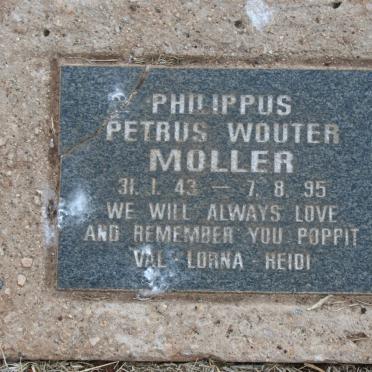 PHILIPPUS
PETRUS WOUTER
MOLLER
31. 1. 43 — 7. 8. 95
WE WILL ALWAYS LOVE
AND REMEMBER YOU POPPIT
VAL - LORNA - HEIDI